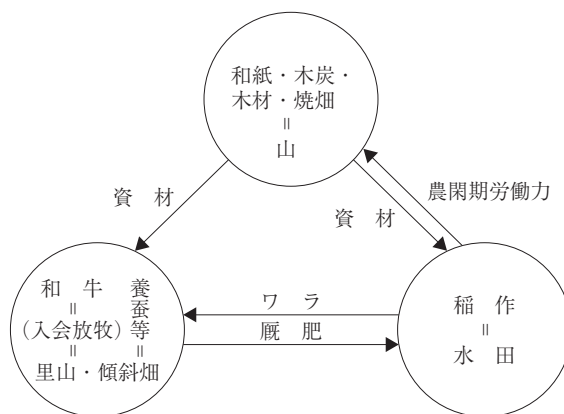 和紙・木炭・
木材・焼畑
＝
山
資　材
資　材
農閑期労働力
和　牛　養蚕等
＝
(入会放牧)
＝　＝
里山・傾斜畑
ワ　ラ
厩　肥
稲　作
＝
水　田